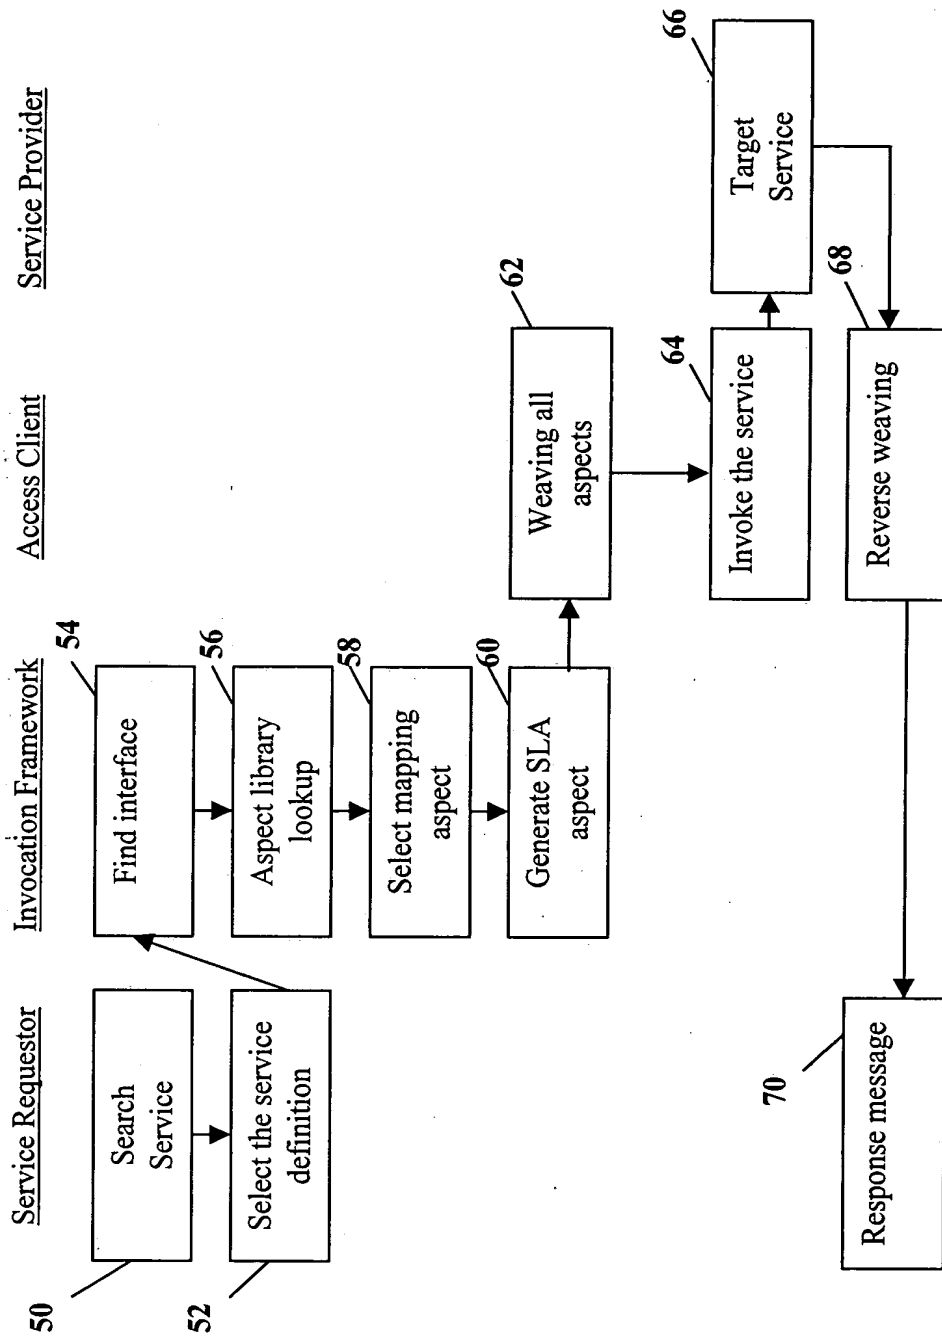 Service Requestor
Invocation Framework
Access Client
Service Provider
50
Search
Service
52
Select the service
definition
54
Find interface
56
Aspect library
lookup
58
Select mapping
aspect
60
Generate SLA
aspect
62
Weaving all
aspects
64
Invoke the service
66
Target
Service
68
Reverse weaving
70
Response message